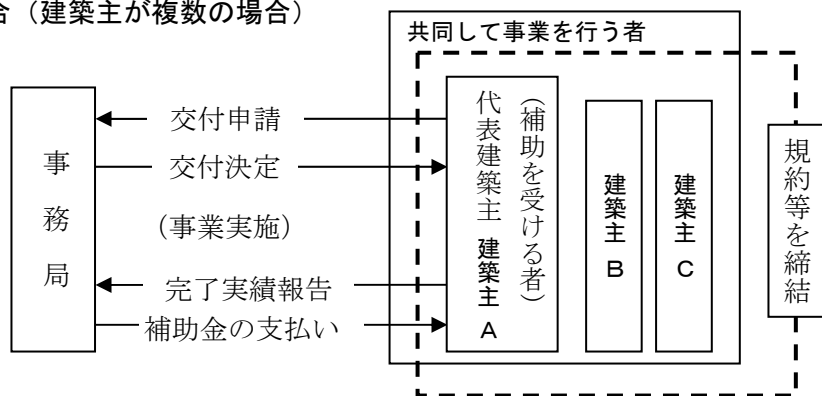 合（建築主が複数の場合）
共同して事業を行う者
事務局
交付申請
交付決定
（事業実施）
完了実績報告
補助金の支払い
（補助を受ける者）
代表建築主 建築主A
建築主B
建築主C
規約等を締結